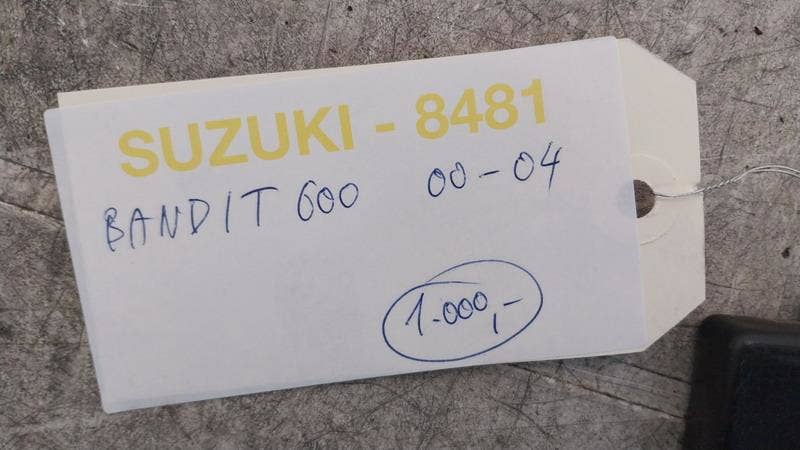 SUZUKI - 8481
BANDIT 600 00-04
1.000,-